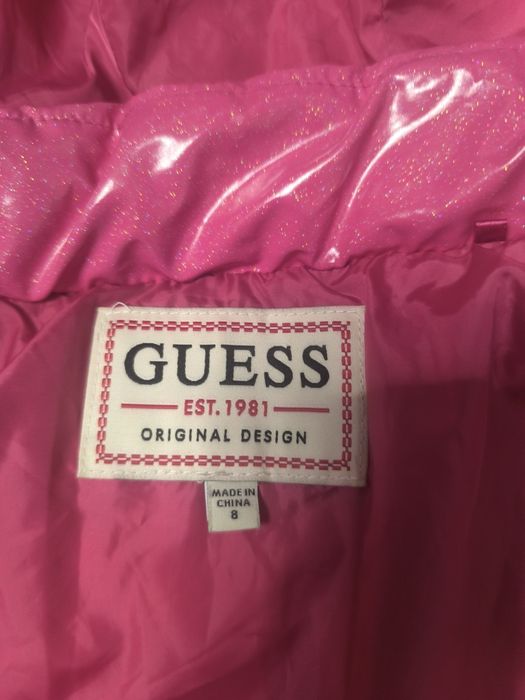 GUESS
EST. 1981
ORIGINAL DESIGN
MADE IN
CHINA
8